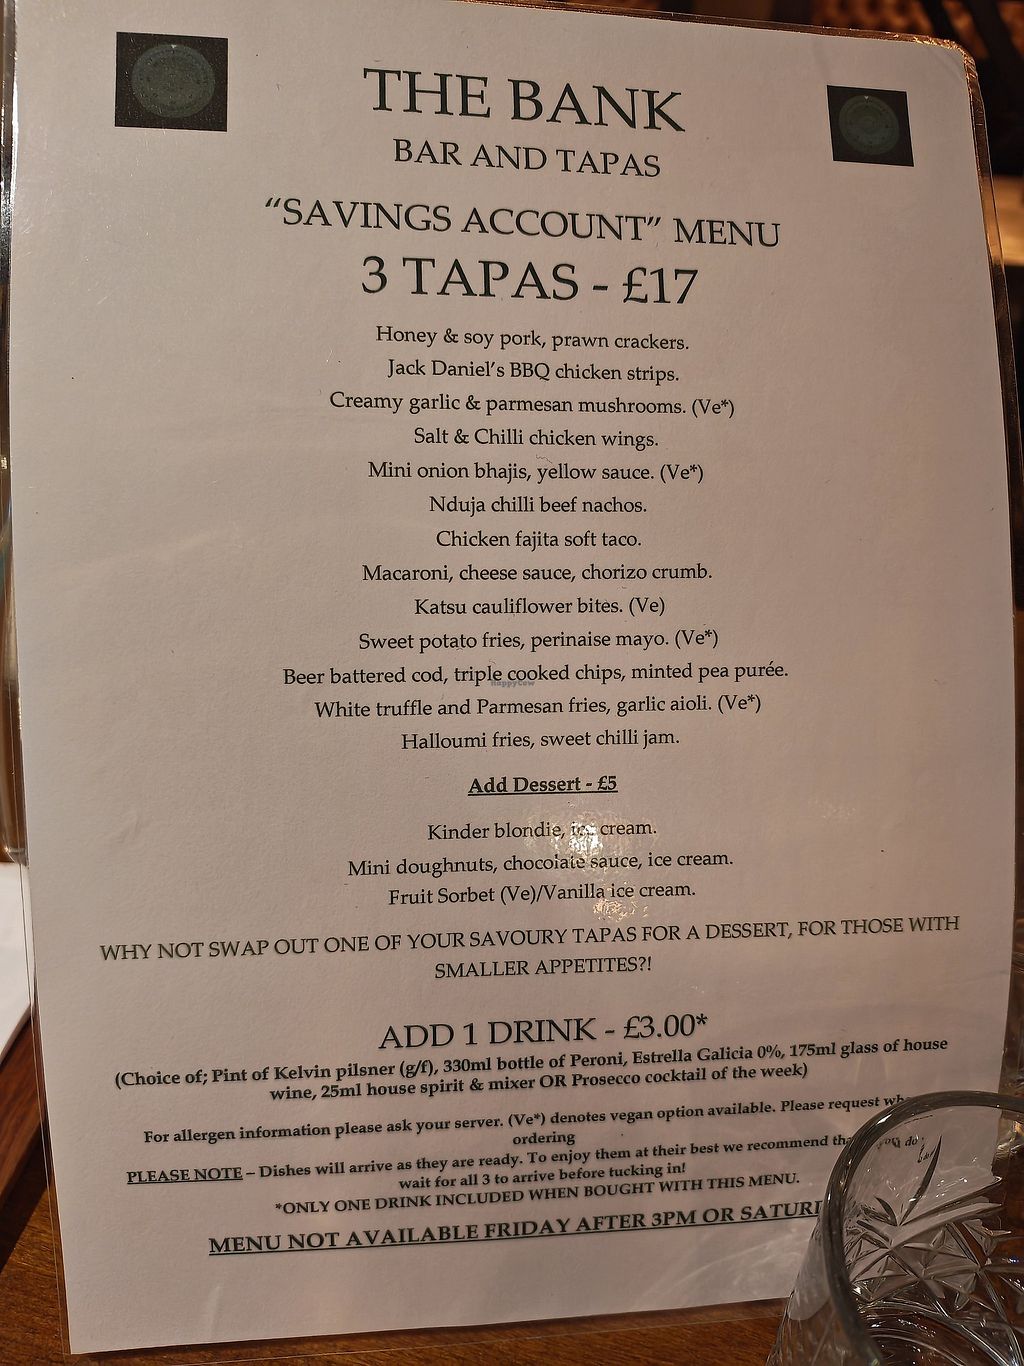 THE BANK
BAR AND TAPAS
“SAVINGS ACCOUNT” MENU
3 TAPAS - £17
Honey & soy pork, prawn crackers.
Jack Daniel’s BBQ chicken strips.
Creamy garlic & parmesan mushrooms. (Ve*)
Salt & Chilli chicken wings.
Mini onion bhajis, yellow sauce. (Ve*)
Nduja chilli beef nachos.
Chicken fajita soft taco.
Macaroni, cheese sauce, chorizo crumb.
Katsu cauliflower bites. (Ve)
Sweet potato fries, perinaise mayo. (Ve*)
Beer battered cod, triple cooked chips, minted pea purée.
HappyCow
White truffle and Parmesan fries, garlic aioli. (Ve*)
Halloumi fries, sweet chilli jam.
Add Dessert - £5
Kinder blondie, ice cream.
Mini doughnuts, chocolate sauce, ice cream.
Fruit Sorbet (Ve)/Vanilla ice cream.
WHY NOT SWAP OUT ONE OF YOUR SAVOURY TAPAS FOR A DESSERT, FOR THOSE WITH
SMALLER APPETITES?!
ADD 1 DRINK - £3.00*
(Choice of; Pint of Kelvin pilsner (g/f), 330ml bottle of Peroni, Estrella Galicia 0%, 175ml glass of house
wine, 25ml house spirit & mixer OR Prosecco cocktail of the week)
For allergen information please ask your server. (Ve*) denotes vegan option available. Please request
ordering
PLEASE NOTE – Dishes will arrive as they are ready. To enjoy them at their best we recommend you do
wait for all 3 to arrive before tucking in!
*ONLY ONE DRINK INCLUDED WHEN BOUGHT WITH THIS MENU.
MENU NOT AVAILABLE FRIDAY AFTER 3PM OR